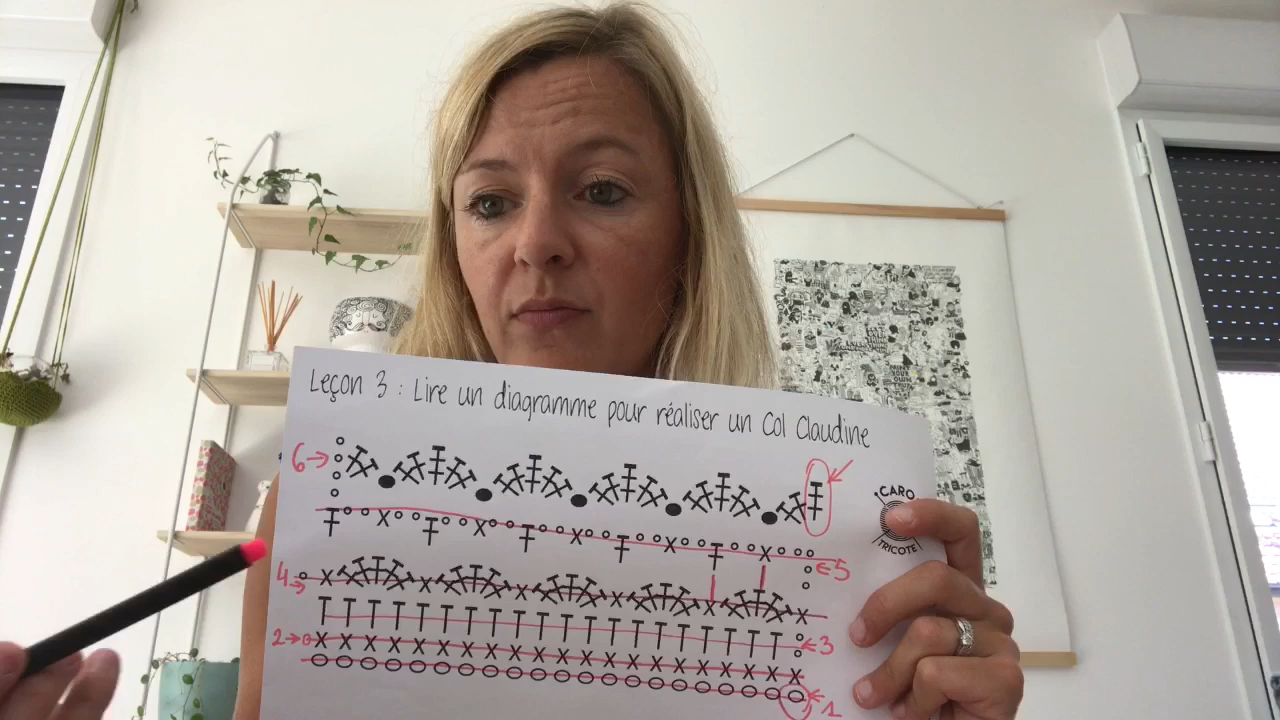 Leçon 3 : Lire un diagramme pour réaliser un Col Claudine
6
CARO
TRICOTE !
5
4
3
2
1